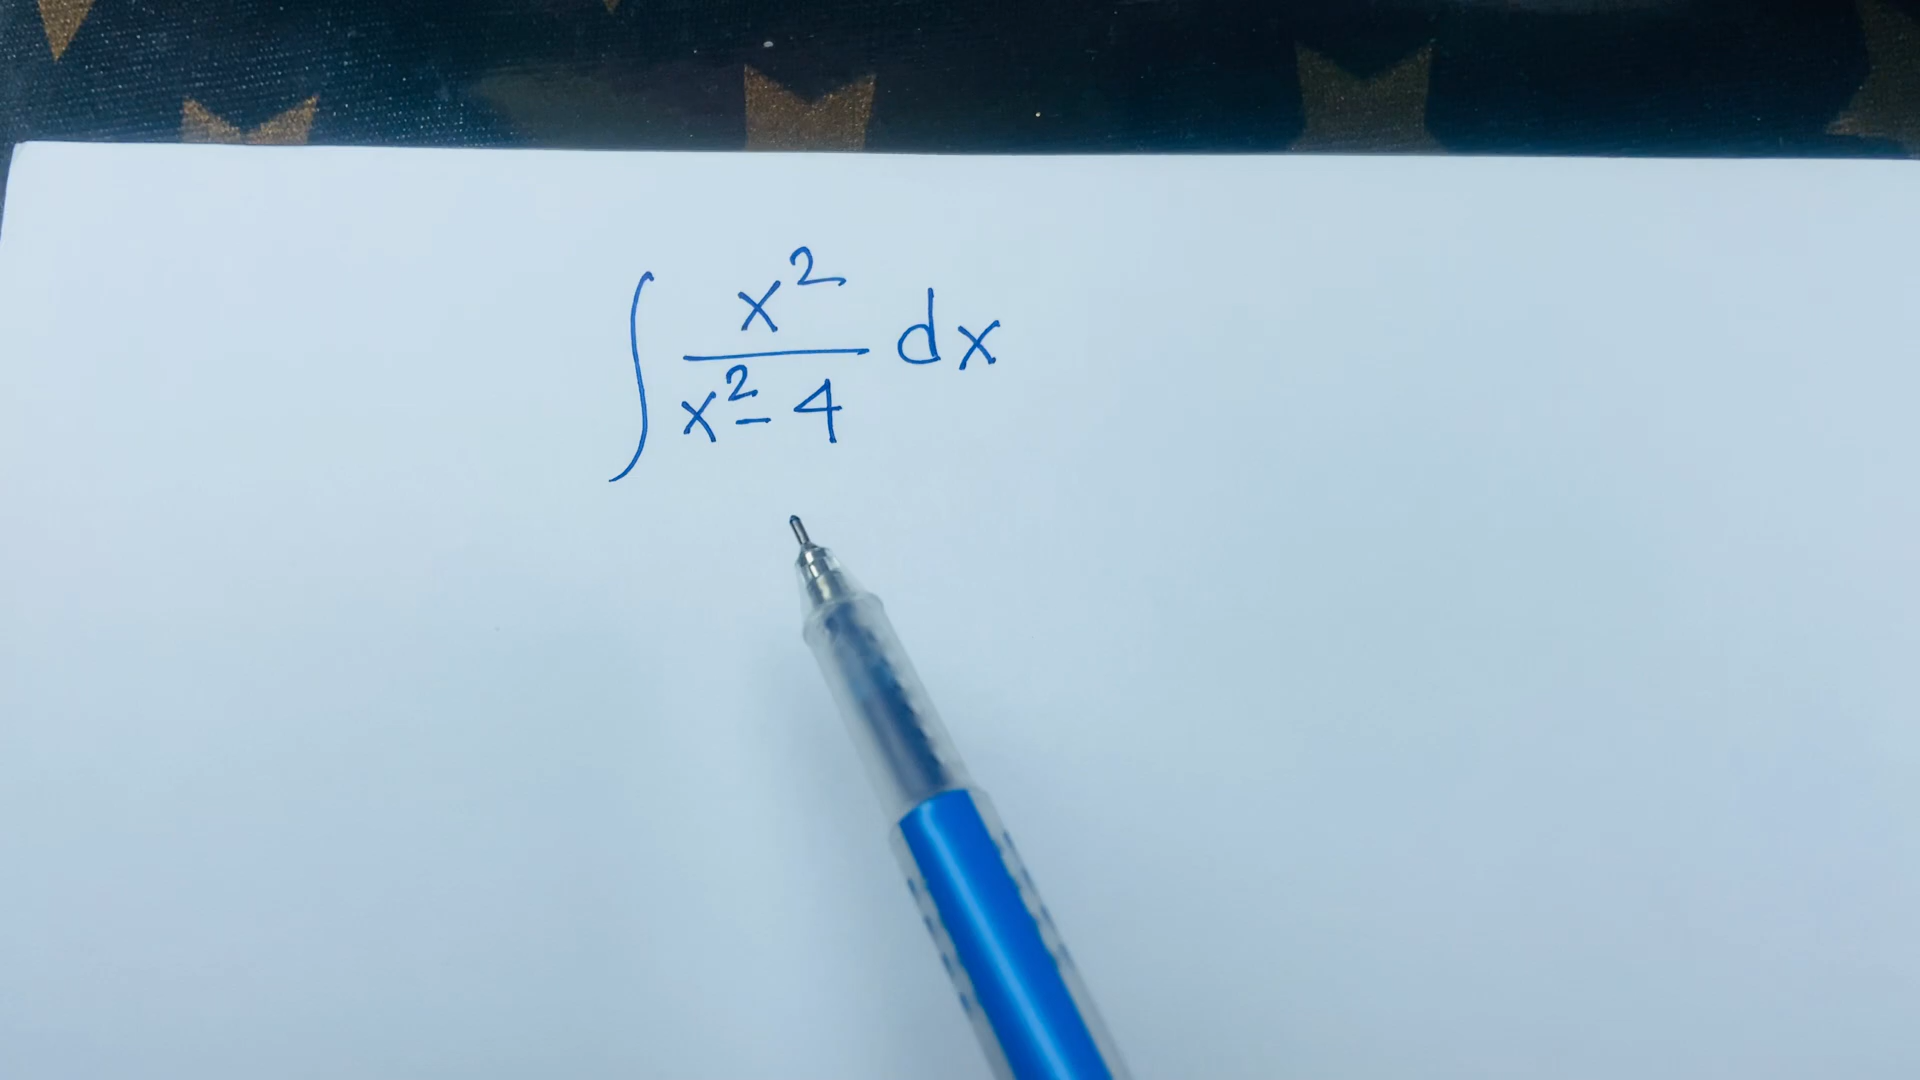 ∫ x²/(x² - 4) dx